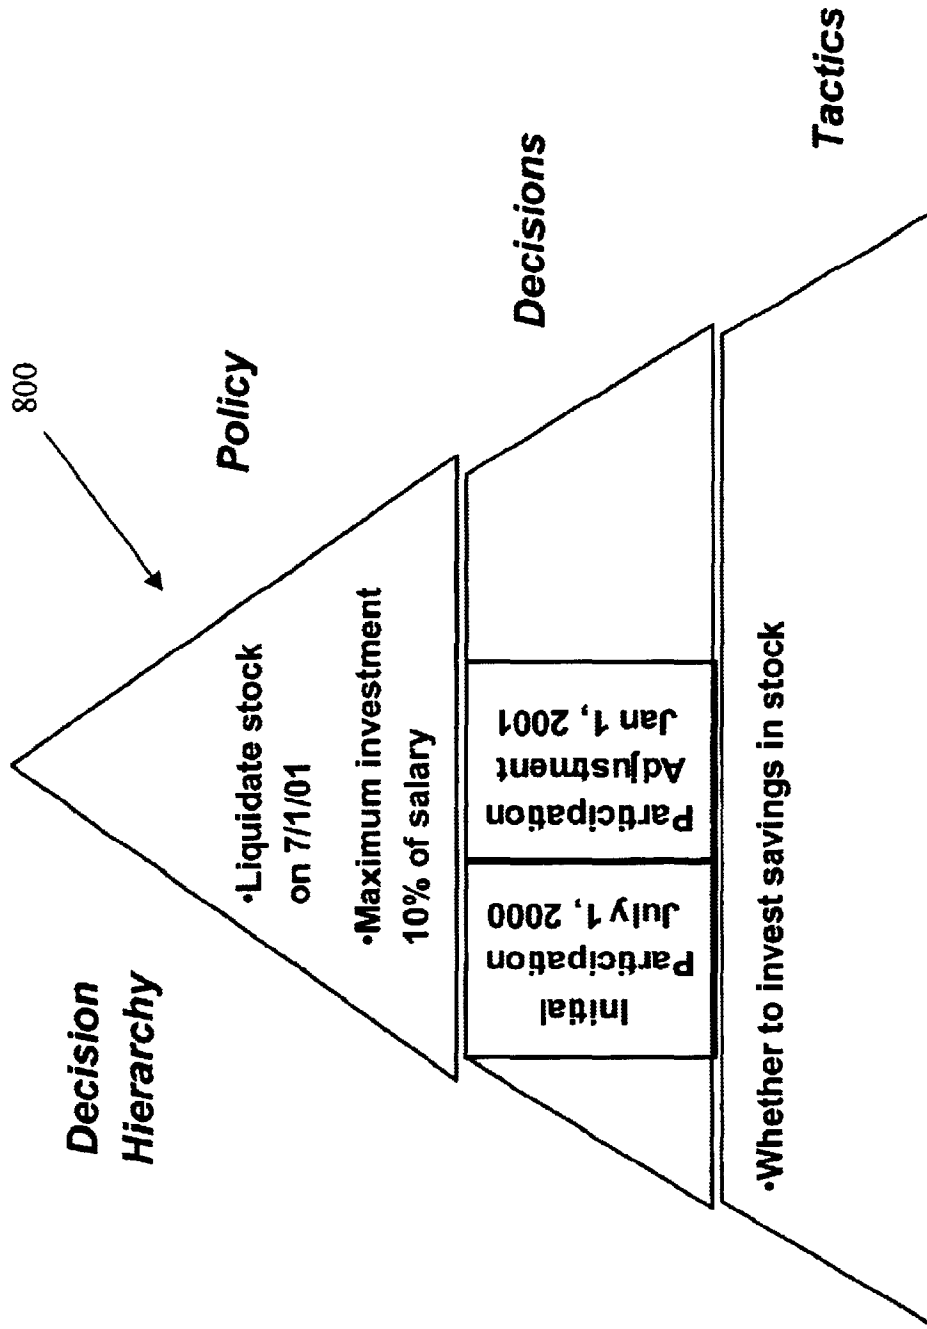 Decision
Hierarchy
800
Policy
•Liquidate stock
on 7/1/01
•Maximum investment
10% of salary
Decisions
Initial
Participation
July 1, 2000
Participation
Adjustment
Jan 1, 2001
Tactics
•Whether to invest savings in stock